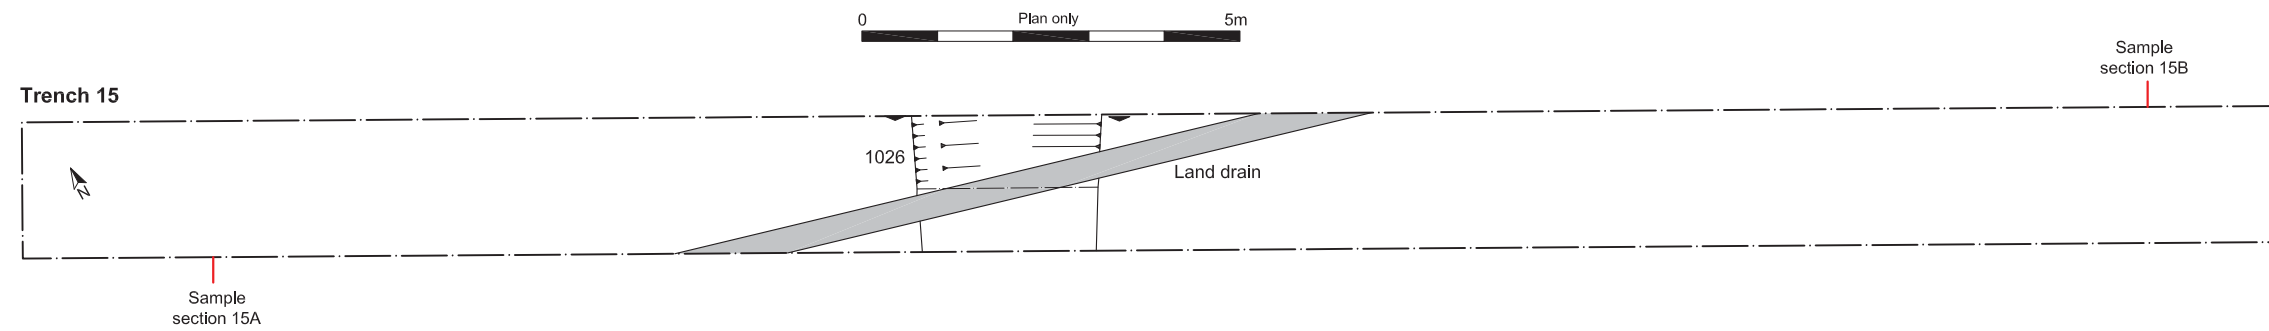 0 Plan only 5m
Sample
section 15B
Trench 15
1026
N
Land drain
Sample
section 15A